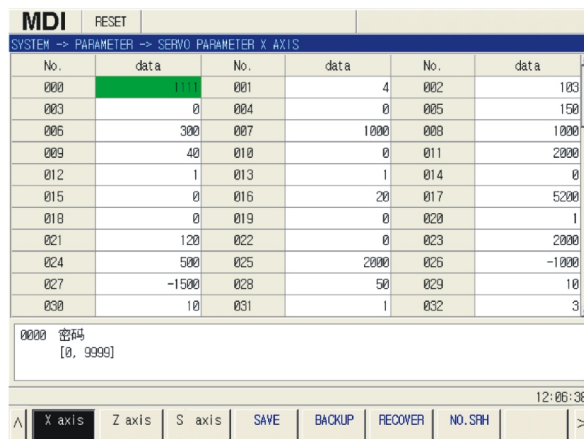 MDI RESET
SYSTEM -> PARAMETER -> SERVO PARAMETER X AXIS
No. data No. data No. data
000 1111 001 4 002 103
003 0 004 0 005 150
006 300 007 1000 008 1000
009 40 010 0 011 2000
012 1 013 1 014 0
015 0 016 20 017 5200
018 0 019 0 020 1
021 120 022 0 023 2000
024 500 025 2000 026 -1000
027 -1500 028 50 029 10
030 10 031 1 032 3
0000 密码
[0, 9999]
12:06:38
X axis Z axis S axis SAVE BACKUP RECOVER NO.SRH >